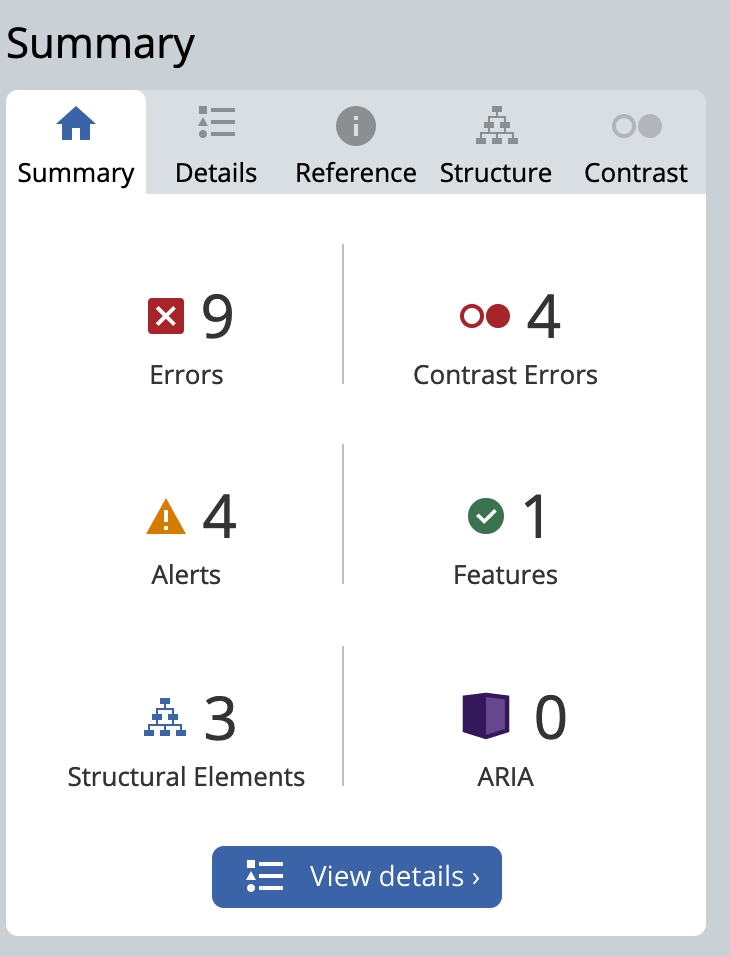 Summary
Summary Details Reference Structure Contrast
9 4
Errors Contrast Errors
4 1
Alerts Features
3 0
Structural Elements ARIA
View details ›